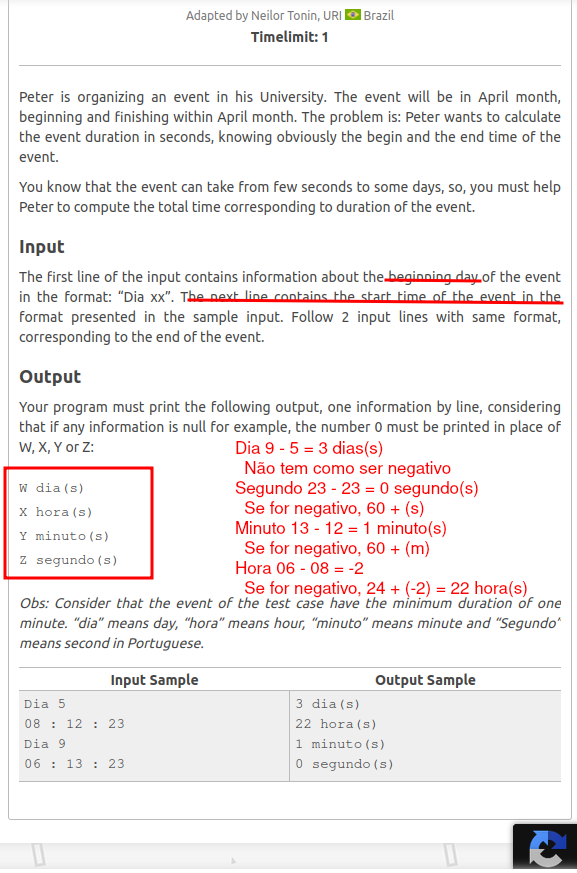 Adapted by Neilor Tonin, URI Brazil
Timelimit: 1
Peter is organizing an event in his University. The event will be in April month,
beginning and finishing within April month. The problem is: Peter wants to calculate
the event duration in seconds, knowing obviously the begin and the end time of the
event.
You know that the event can take from few seconds to some days, so, you must help
Peter to compute the total time corresponding to duration of the event.
Input
The first line of the input contains information about the beginning day of the event
in the format: “Dia xx”. The next line contains the start time of the event in the
format presented in the sample input. Follow 2 input lines with same format,
corresponding to the end of the event.
Output
Your program must print the following output, one information by line, considering
that if any information is null for example, the number 0 must be printed in place of
W, X, Y or Z:
Dia 9 - 5 = 3 dias(s)
Não tem como ser negativo
Segundo 23 - 23 = 0 segundo(s)
Se for negativo, 60 + (s)
Minuto 13 - 12 = 1 minuto(s)
Se for negativo, 60 + (m)
Hora 06 - 08 = -2
Se for negativo, 24 + (-2) = 22 hora(s)
W dia(s)
X hora(s)
Y minuto(s)
Z segundo(s)
Obs: Consider that the event of the test case have the minimum duration of one
minute. “dia” means day, “hora” means hour, “minuto” means minute and “Segundo”
means second in Portuguese.
Input Sample Output Sample
Dia 5 3 dia(s)
08 : 12 : 23 22 hora(s)
Dia 9 1 minuto(s)
06 : 13 : 23 0 segundo(s)